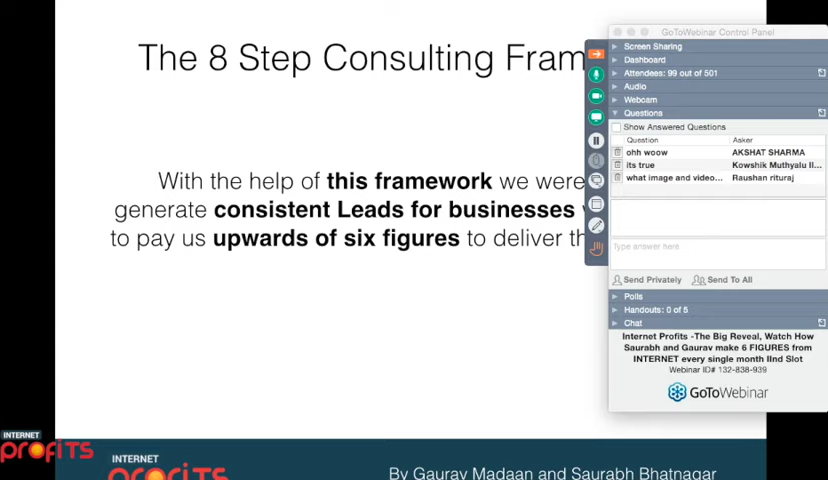 The 8 Step Consulting Fram
With the help of this framework we were
generate consistent Leads for businesses
to pay us upwards of six figures to deliver th
INTERNET
PROFITS
INTERNET
PROFITS
By Gaurav Madaan and Saurabh Bhatnagar
GoToWebinar Control Panel
Screen Sharing
Dashboard
Attendees: 99 out of 501
Audio
Webcam
Questions
Show Answered Questions
Question Asker
ohh woow AKSHAT SHARMA
its true Kowshik Muthyalu II...
what image and video... Raushan rituraj
Type answer here
Send Privately Send To All
Polls
Handouts: 0 of 5
Chat
Internet Profits -The Big Reveal, Watch How
Saurabh and Gaurav make 6 FIGURES from
INTERNET every single month IInd Slot
Webinar ID# 132-838-939
GoToWebinar